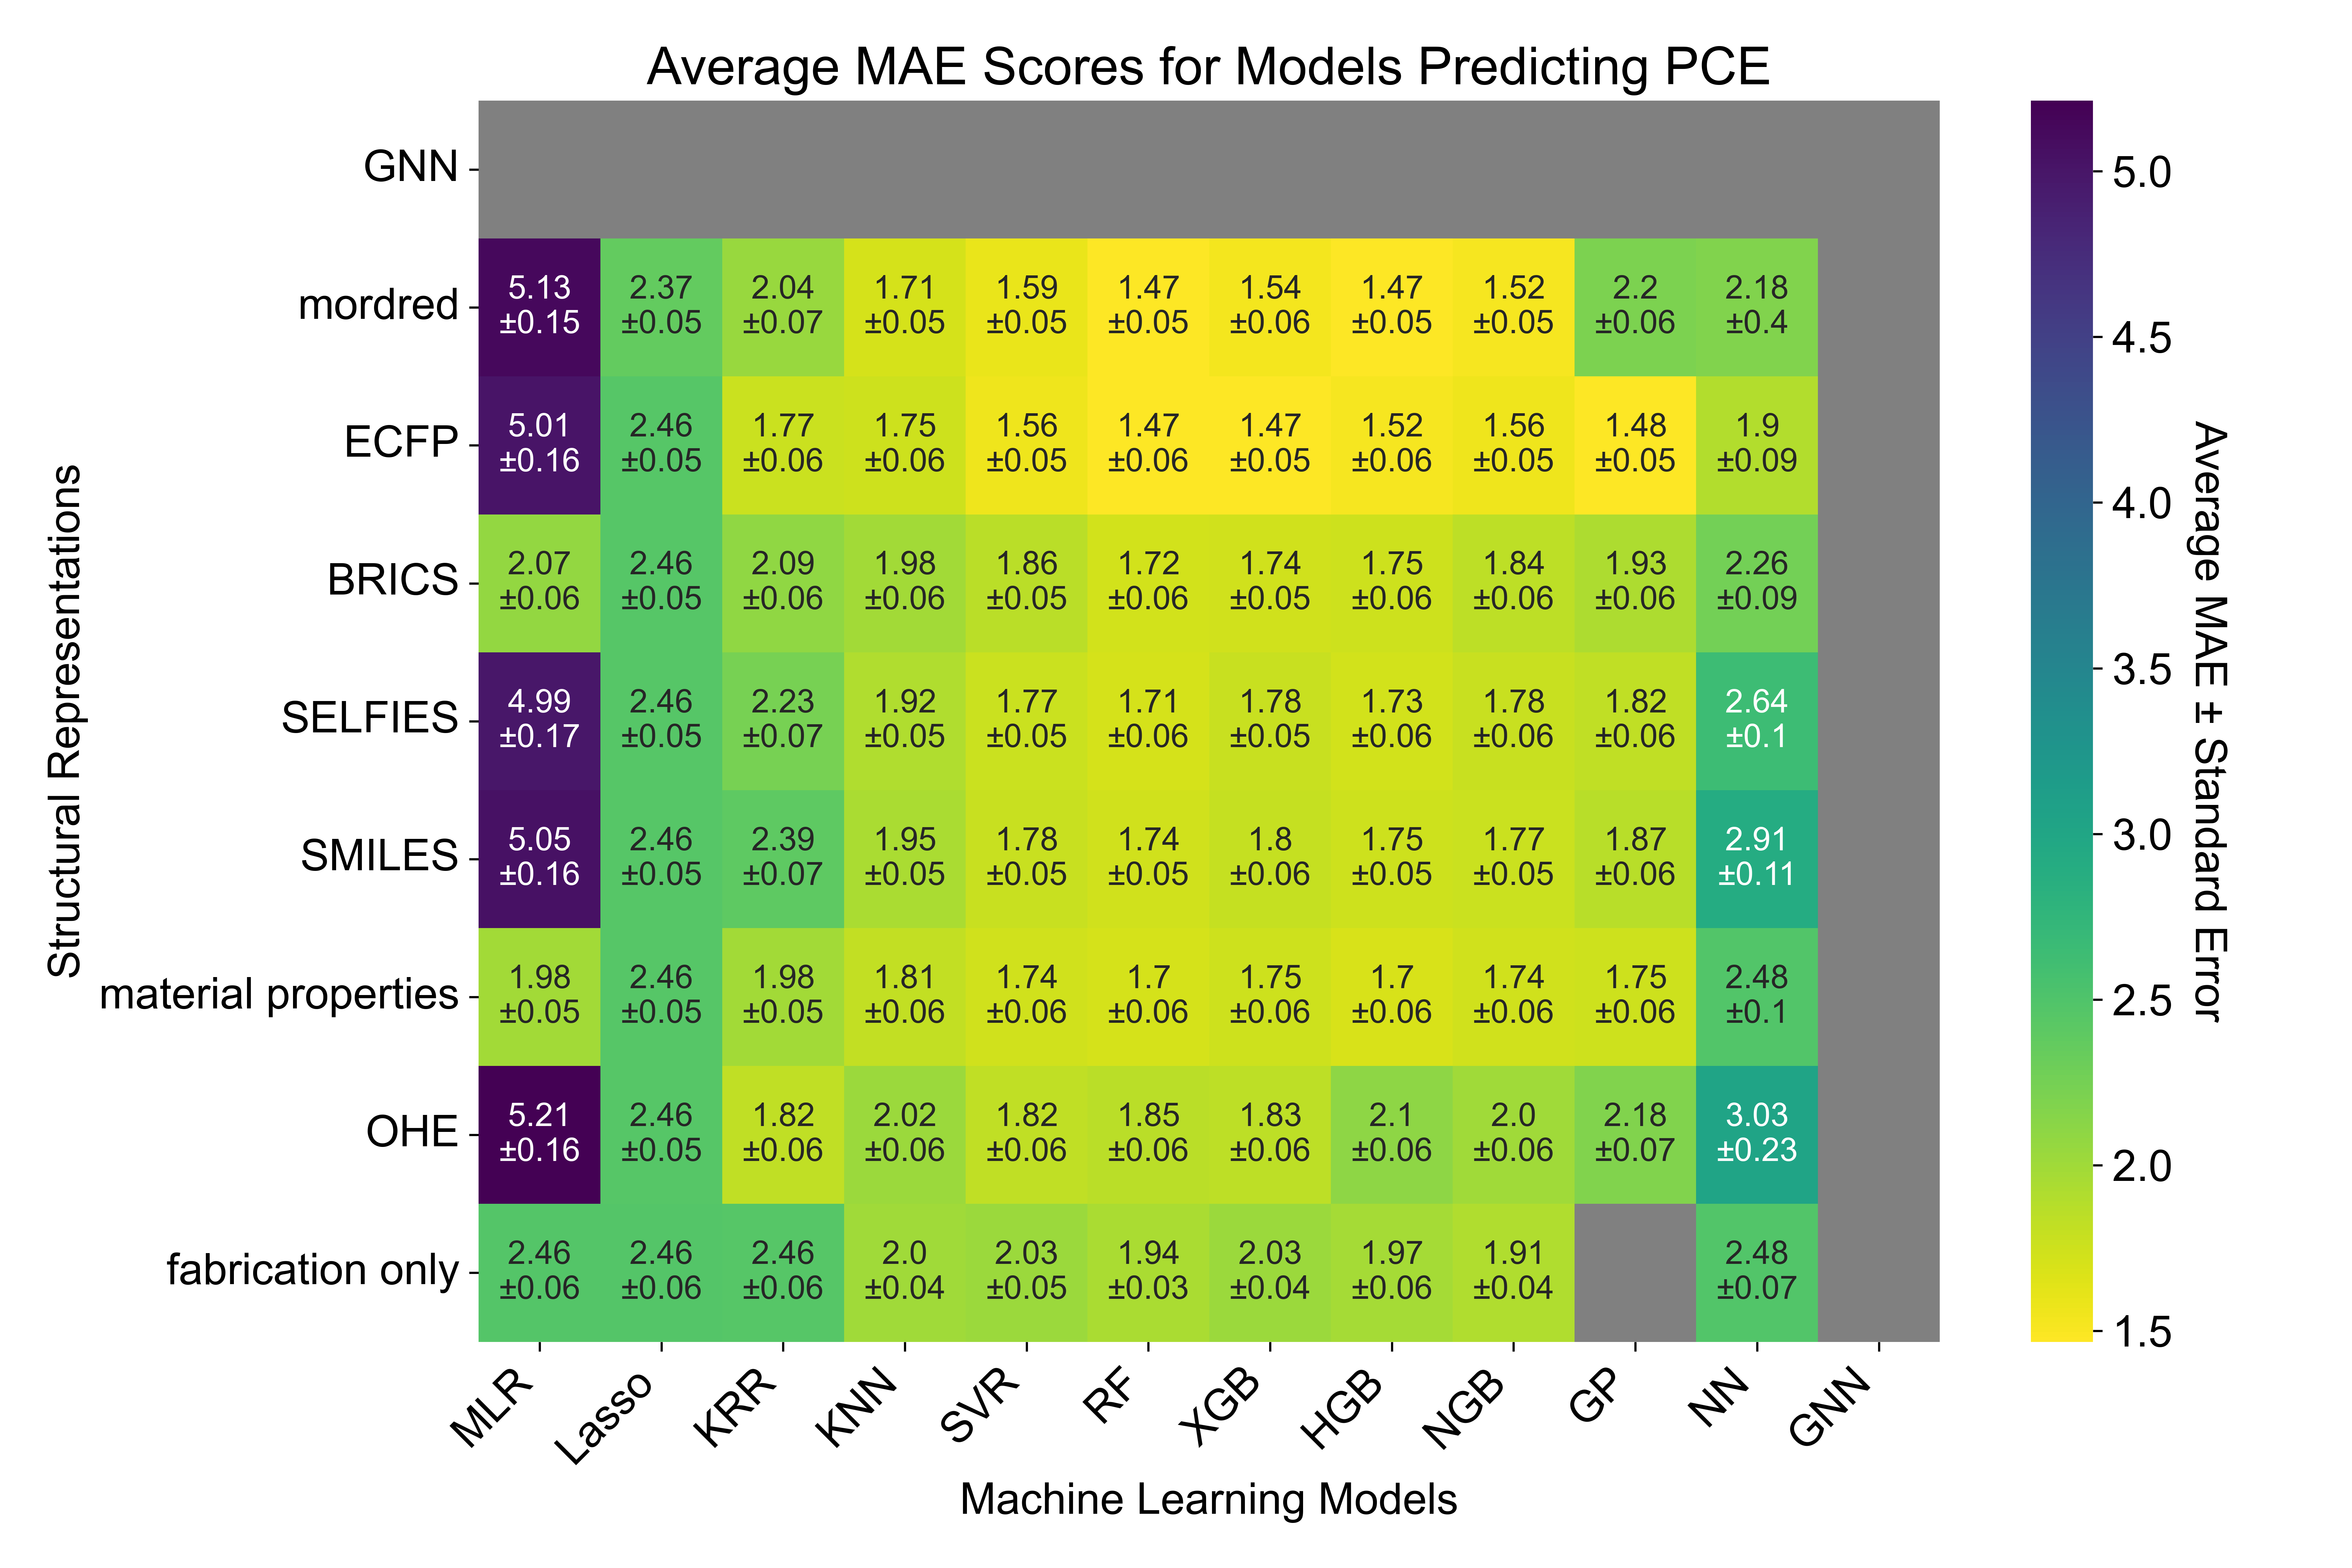 Average MAE Scores for Models Predicting PCE
Structural Representations
GNN
mordred
5.13 2.37 2.04 1.71 1.59 1.47 1.54 1.47 1.52 2.2 2.18
±0.15 ±0.05 ±0.07 ±0.05 ±0.05 ±0.05 ±0.06 ±0.05 ±0.05 ±0.06 ±0.4
ECFP
5.01 2.46 1.77 1.75 1.56 1.47 1.47 1.52 1.56 1.48 1.9
±0.16 ±0.05 ±0.06 ±0.06 ±0.05 ±0.06 ±0.05 ±0.06 ±0.05 ±0.05 ±0.09
BRICS
2.07 2.46 2.09 1.98 1.86 1.72 1.74 1.75 1.84 1.93 2.26
±0.06 ±0.05 ±0.06 ±0.06 ±0.05 ±0.06 ±0.05 ±0.06 ±0.06 ±0.06 ±0.09
SELFIES
4.99 2.46 2.23 1.92 1.77 1.71 1.78 1.73 1.78 1.82 2.64
±0.17 ±0.05 ±0.07 ±0.05 ±0.05 ±0.06 ±0.05 ±0.06 ±0.06 ±0.06 ±0.1
SMILES
5.05 2.46 2.39 1.95 1.78 1.74 1.8 1.75 1.77 1.87 2.91
±0.16 ±0.05 ±0.07 ±0.05 ±0.05 ±0.05 ±0.06 ±0.05 ±0.05 ±0.06 ±0.11
material properties
1.98 2.46 1.98 1.81 1.74 1.7 1.75 1.7 1.74 1.75 2.48
±0.05 ±0.05 ±0.05 ±0.06 ±0.06 ±0.06 ±0.06 ±0.06 ±0.06 ±0.06 ±0.1
OHE
5.21 2.46 1.82 2.02 1.82 1.85 1.83 2.1 2.0 2.18 3.03
±0.16 ±0.05 ±0.06 ±0.06 ±0.06 ±0.06 ±0.06 ±0.06 ±0.06 ±0.07 ±0.23
fabrication only
2.46 2.46 2.46 2.0 2.03 1.94 2.03 1.97 1.91 2.48
±0.06 ±0.06 ±0.06 ±0.04 ±0.05 ±0.03 ±0.04 ±0.06 ±0.04 ±0.07
MLR Lasso KRR KNN SVR RF XGB HGB NGB GP NN GNN
Machine Learning Models
5.0
4.5
4.0
3.5
3.0
2.5
2.0
1.5
Average MAE ± Standard Error